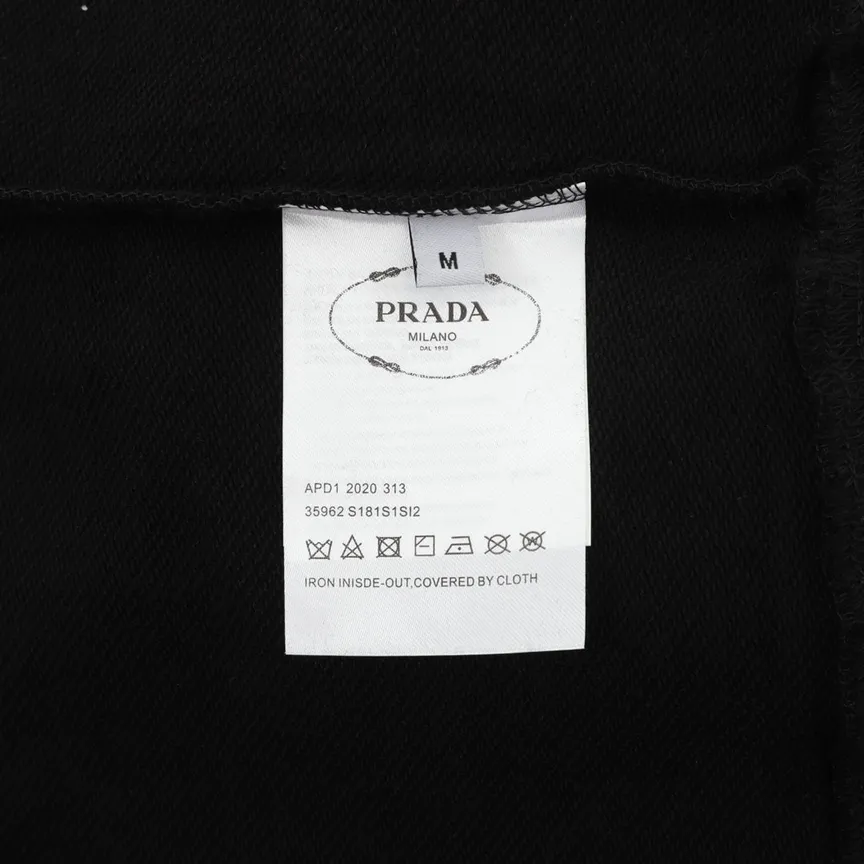 M
PRADA
MILANO
DAL 1913
APD1 2020 313
35962 S181S1SI2
IRON INISDE-OUT,COVERED BY CLOTH